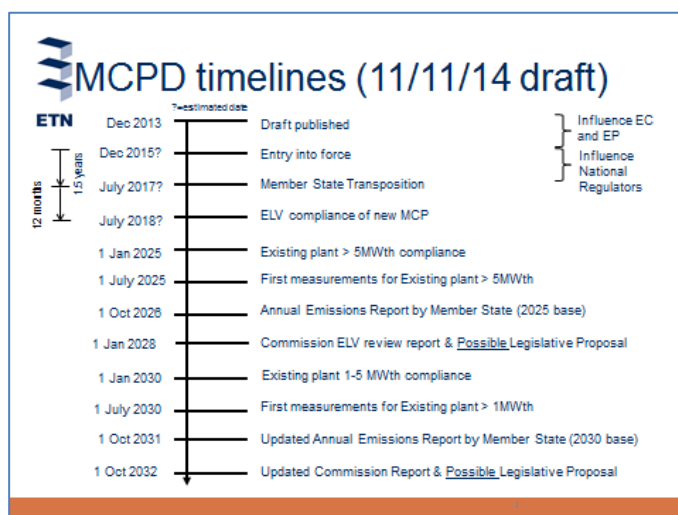 MCPD timelines (11/11/14 draft)
ETN
?=estimated date
Dec 2013 Draft published
Dec 2015? Entry into force
July 2017? Member State Transposition
July 2018? ELV compliance of new MCP
1 Jan 2025 Existing plant > 5MWth compliance
1 July 2025 First measurements for Existing plant > 5MWth
1 Oct 2026 Annual Emissions Report by Member State (2025 base)
1 Jan 2028 Commission ELV review report & Possible Legislative Proposal
1 Jan 2030 Existing plant 1-5 MWth compliance
1 July 2030 First measurements for Existing plant > 1MWth
1 Oct 2031 Updated Annual Emissions Report by Member State (2030 base)
1 Oct 2032 Updated Commission Report & Possible Legislative Proposal
Influence EC
and EP
Influence
National
Regulators
12 months
1.5 years